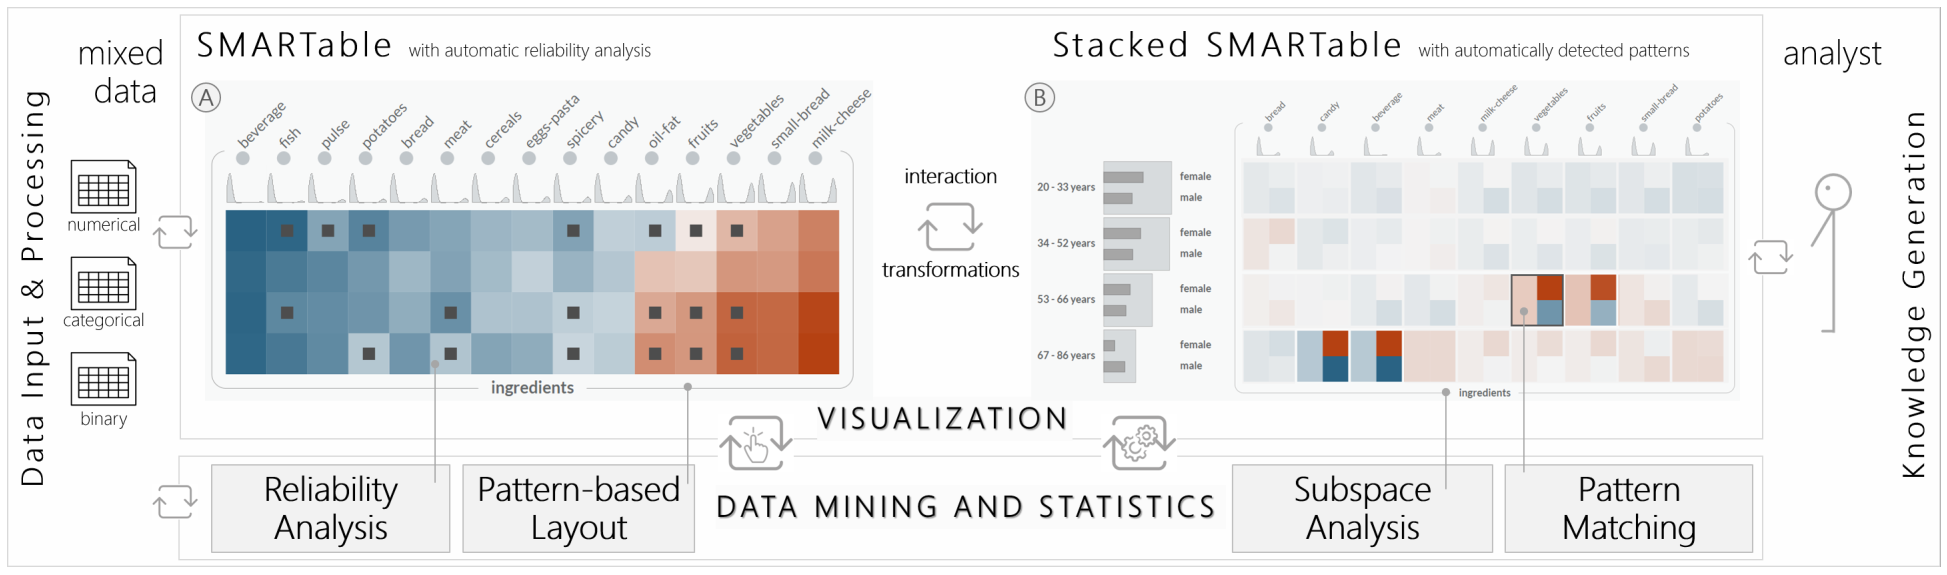 Data Input & Processing
mixed
data
numerical
categorical
binary
SMARTable with automatic reliability analysis
A
beverage
fish
pulse
potatoes
bread
meat
cereals
eggs-pasta
spicery
candy
oil-fat
fruits
vegetables
small-bread
milk-cheese
ingredients
interaction
transformations
Stacked SMARTable with automatically detected patterns
B
bread
candy
beverage
meat
milk-cheese
vegetables
fruits
small-bread
potatoes
20 - 33 years
female
male
34 - 52 years
female
male
53 - 66 years
female
male
67 - 86 years
female
male
ingredients
VISUALIZATION
DATA MINING AND STATISTICS
Reliability
Analysis
Pattern-based
Layout
Subspace
Analysis
Pattern
Matching
analyst
Knowledge Generation